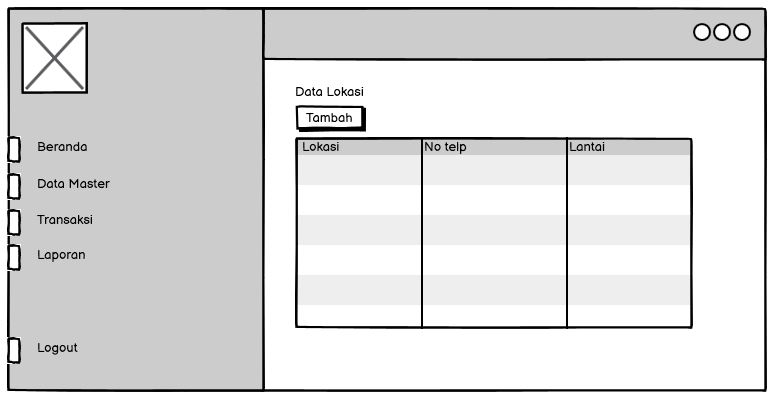 Beranda
Data Master
Transaksi
Laporan
Logout
Data Lokasi
Tambah
Lokasi No telp Lantai